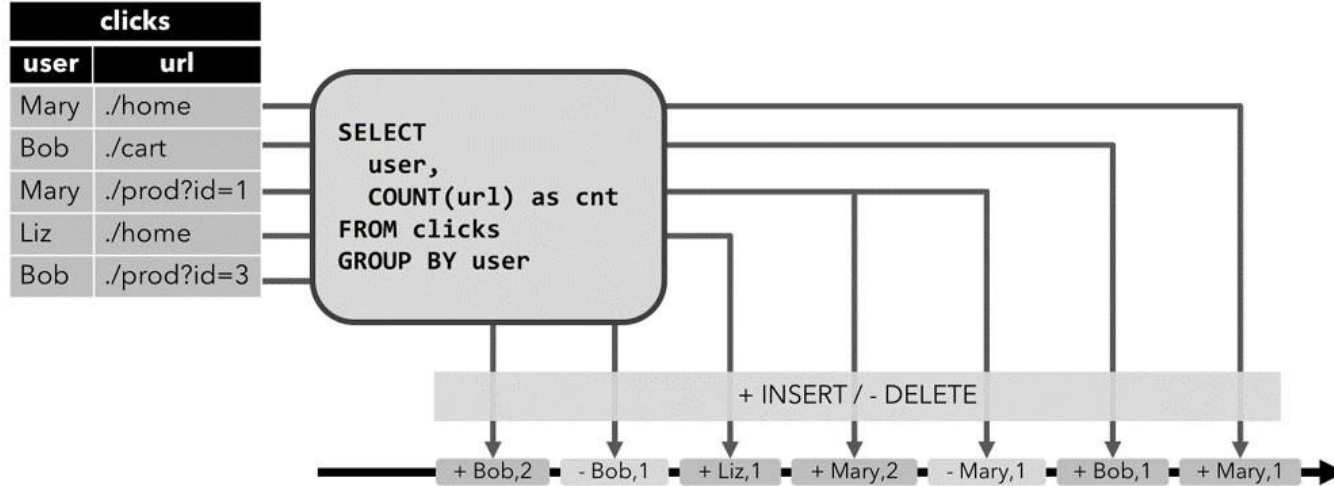 clicks
user url
Mary ./home
Bob ./cart
Mary ./prod?id=1
Liz ./home
Bob ./prod?id=3
SELECT
user,
COUNT(url) as cnt
FROM clicks
GROUP BY user
+ INSERT / - DELETE
+ Bob,2 - Bob,1 + Liz,1 + Mary,2 - Mary,1 + Bob,1 + Mary,1